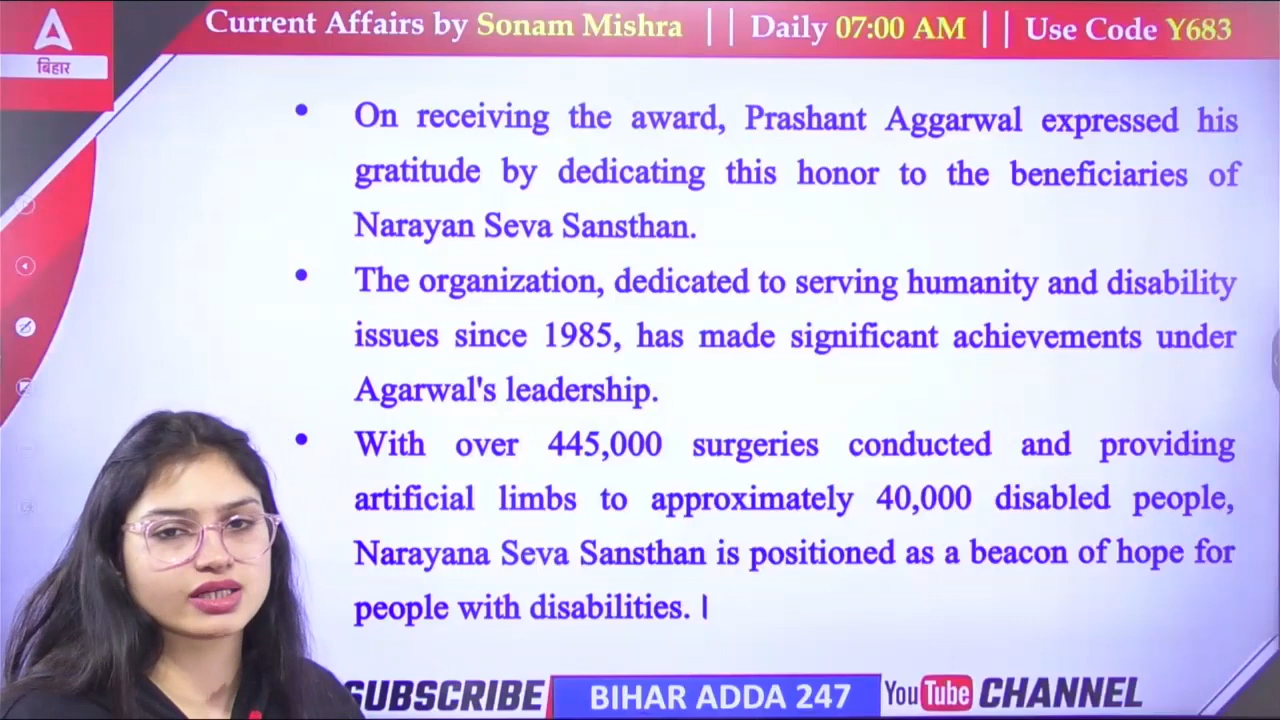 Current Affairs by Sonam Mishra || Daily 07:00 AM || Use Code Y683
बिहार
• On receiving the award, Prashant Aggarwal expressed his
gratitude by dedicating this honor to the beneficiaries of
Narayan Seva Sansthan.
• The organization, dedicated to serving humanity and disability
issues since 1985, has made significant achievements under
Agarwal's leadership.
• With over 445,000 surgeries conducted and providing
artificial limbs to approximately 40,000 disabled people,
Narayana Seva Sansthan is positioned as a beacon of hope for
people with disabilities. |
SUBSCRIBE BIHAR ADDA 247 YouTube CHANNEL